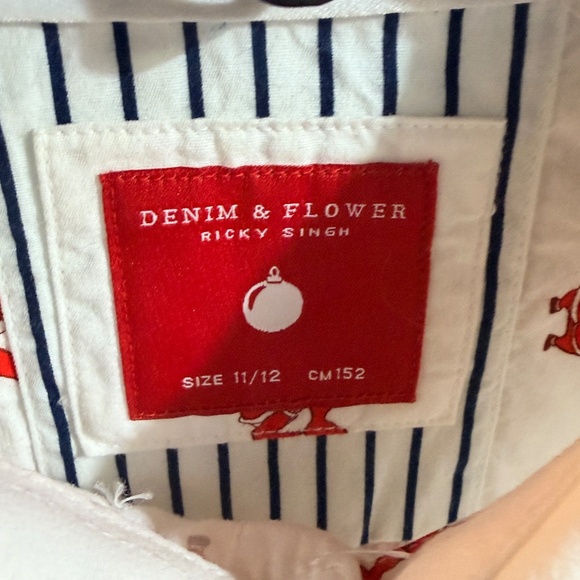 DENIM & FLOWER
RICKY SINGH
SIZE 11/12 CM152